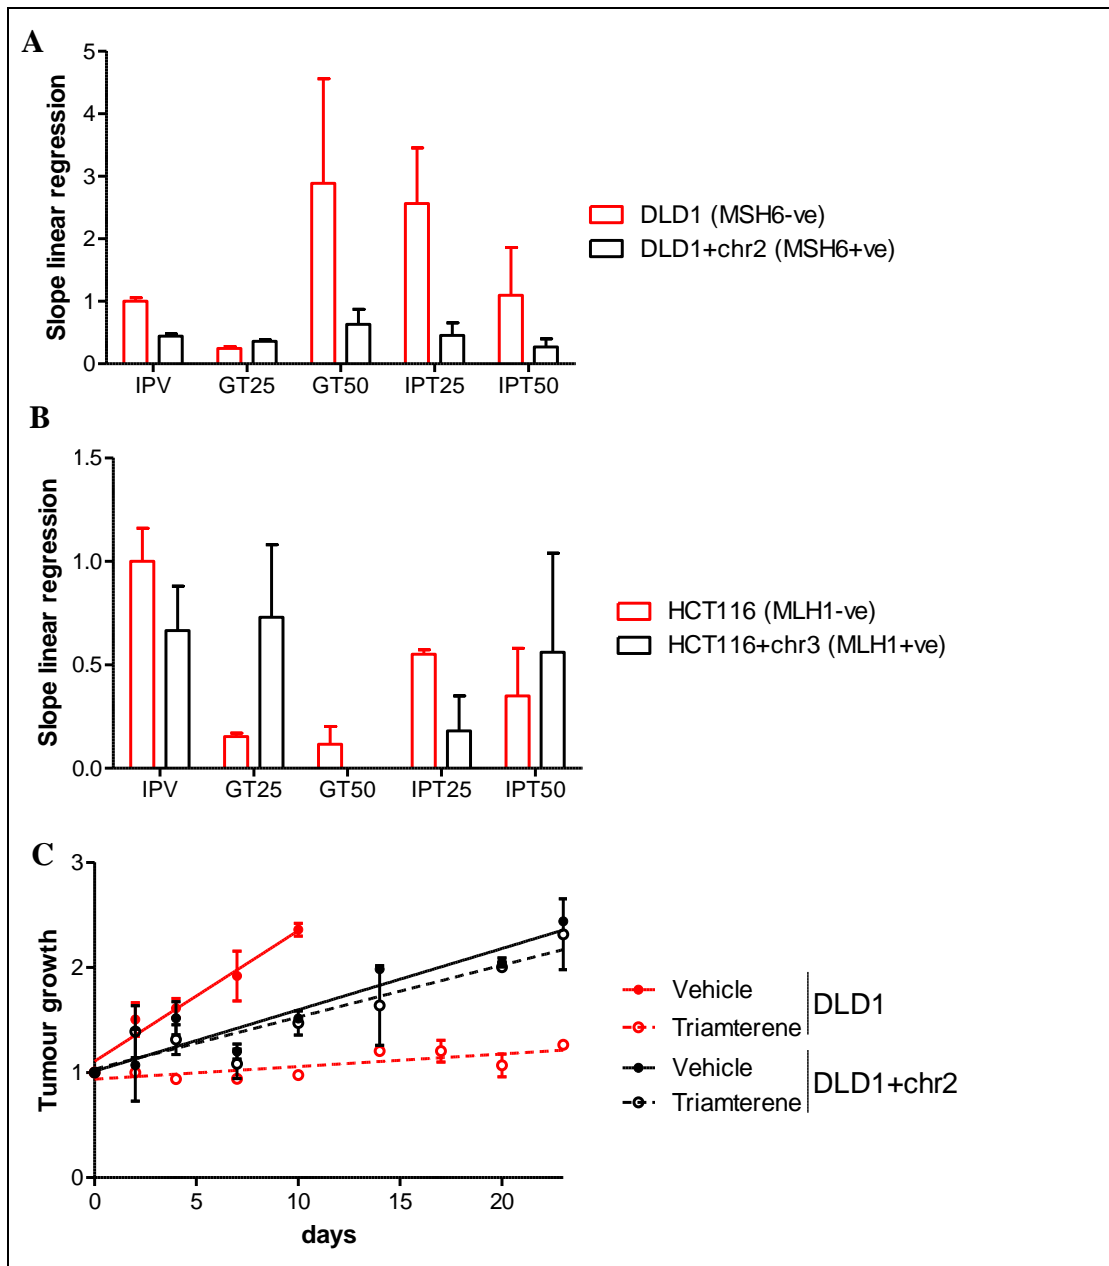 A
5
4
3
2
1
0
Slope linear regression
IPV GT25 GT50 IPT25 IPT50
DLD1 (MSH6-ve)
DLD1+chr2 (MSH6+ve)
B
1.5
1.0
0.5
0.0
Slope linear regression
IPV GT25 GT50 IPT25 IPT50
HCT116 (MLH1-ve)
HCT116+chr3 (MLH1+ve)
C
3
2
1
0
Tumour growth
0 5 10 15 20
days
Vehicle
Triamterene
DLD1
Vehicle
Triamterene
DLD1+chr2